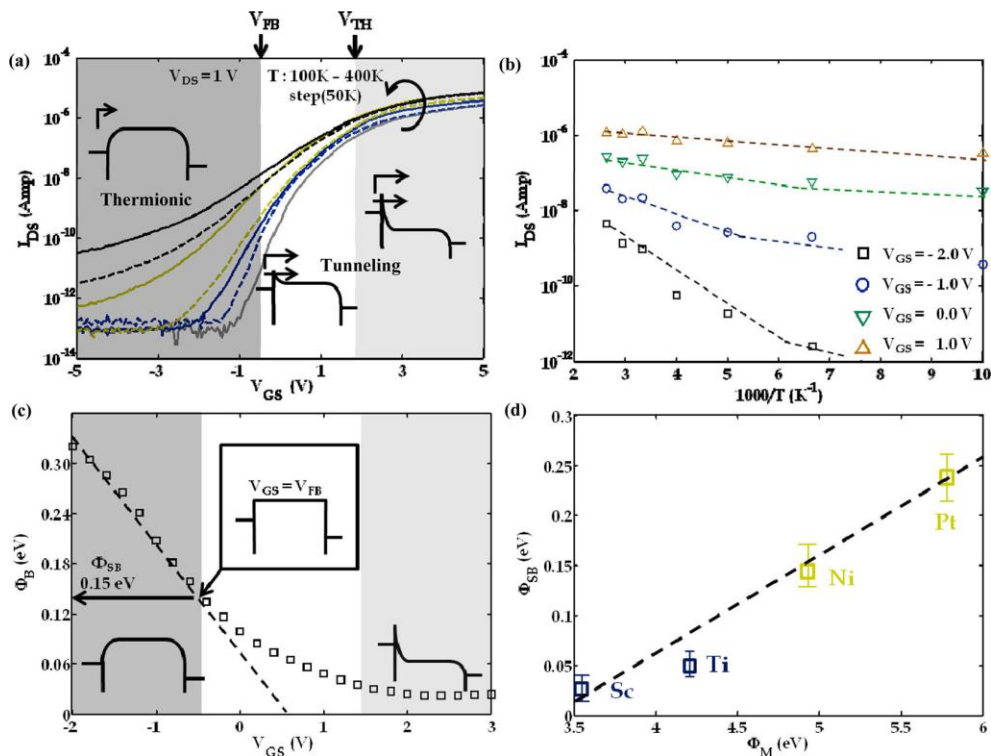 V_FB V_TH
(a)
10^-4
10^-6
10^-8
10^-10
10^-12
10^-14
I_DS (Amp)
V_DS = 1 V
T : 100K – 400K
step(50K)
Thermionic
Tunneling
-5 -3 -1 1 3 5
V_GS (V)
(b)
10^-4
10^-6
10^-8
10^-10
10^-12
I_DS (Amp)
V_GS = - 2.0 V
V_GS = - 1.0 V
V_GS = 0.0 V
V_GS = 1.0 V
2 3 4 5 6 7 8 9 10
1000/T (K^-1)
(c)
0.30
0.24
0.18
0.12
0.06
0
Φ_B (eV)
V_GS = V_FB
Φ_SB
0.15 eV
-2 -1 0 1 2 3
V_GS (V)
(d)
0.3
0.25
0.2
0.15
0.1
0.05
0
Φ_SB (eV)
Sc
Ti
Ni
Pt
3.5 4 4.5 5 5.5 6
Φ_M (eV)